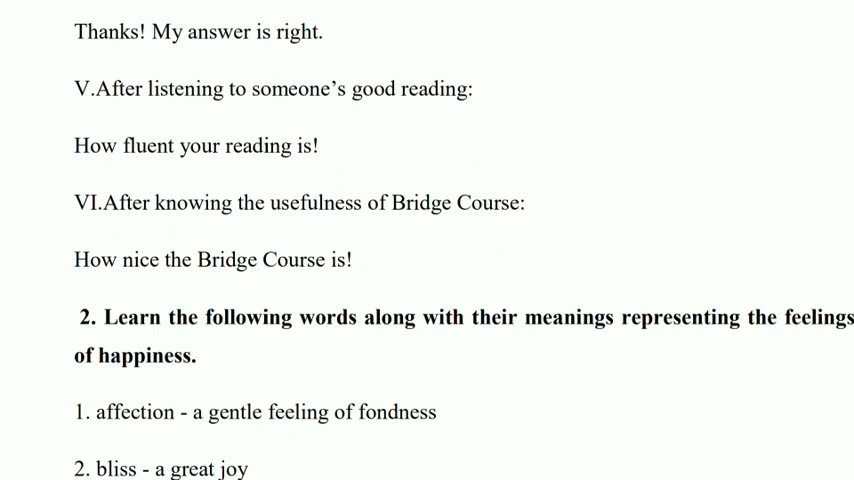 Thanks! My answer is right.
V.After listening to someone’s good reading:
How fluent your reading is!
VI.After knowing the usefulness of Bridge Course:
How nice the Bridge Course is!
2. Learn the following words along with their meanings representing the feelings
of happiness.
1. affection - a gentle feeling of fondness
2. bliss - a great joy